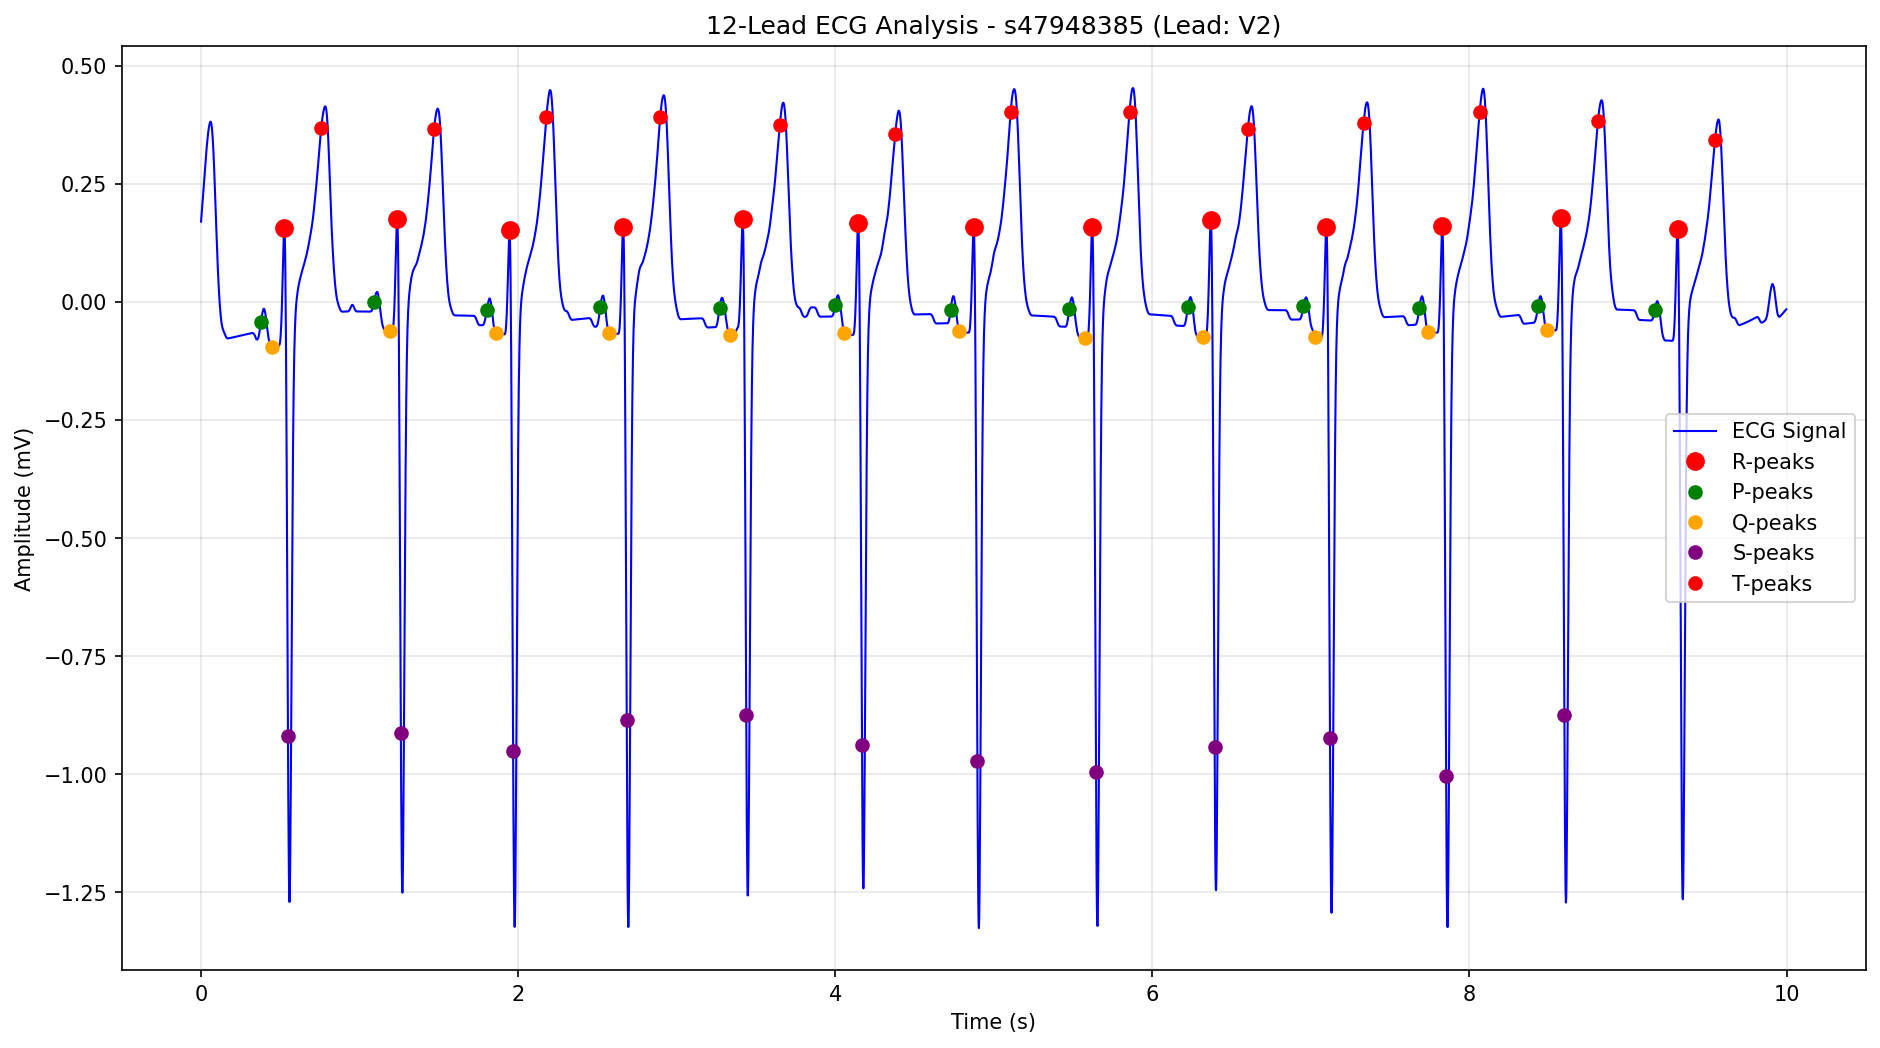 12-Lead ECG Analysis - s47948385 (Lead: V2)
Amplitude (mV)
0.50
0.25
0.00
−0.25
−0.50
−0.75
−1.00
−1.25
ECG Signal
R-peaks
P-peaks
Q-peaks
S-peaks
T-peaks
0 2 4 6 8 10
Time (s)